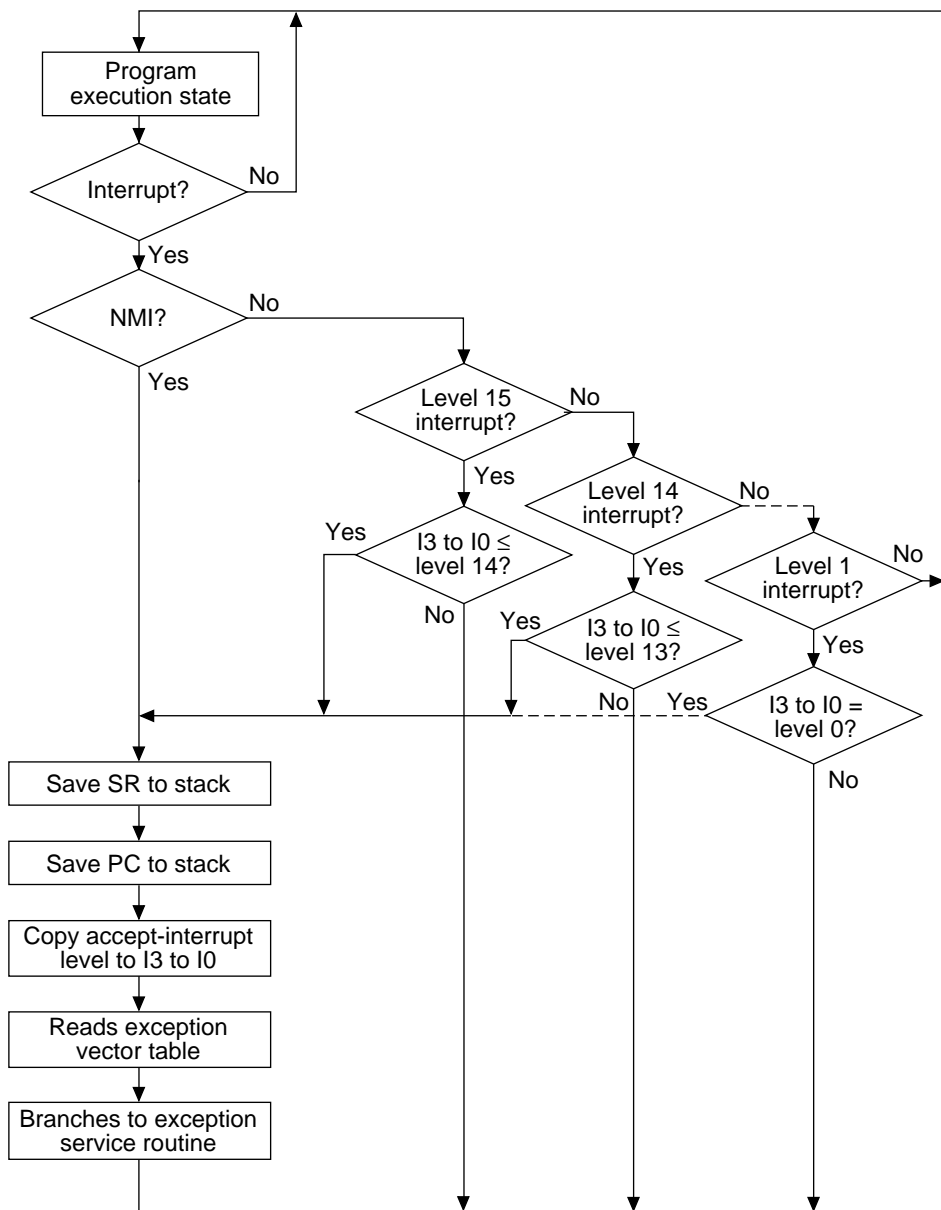 Program
execution state
Interrupt?
No
Yes
NMI?
No
Yes
Level 15
interrupt?
No
Yes
Level 14
interrupt?
No
Yes
I3 to I0 ≤
level 14?
Yes
No
Level 1
interrupt?
No
Yes
I3 to I0 ≤
level 13?
Yes
No
I3 to I0 =
level 0?
Yes
No
Save SR to stack
Save PC to stack
Copy accept-interrupt
level to I3 to I0
Reads exception
vector table
Branches to exception
service routine